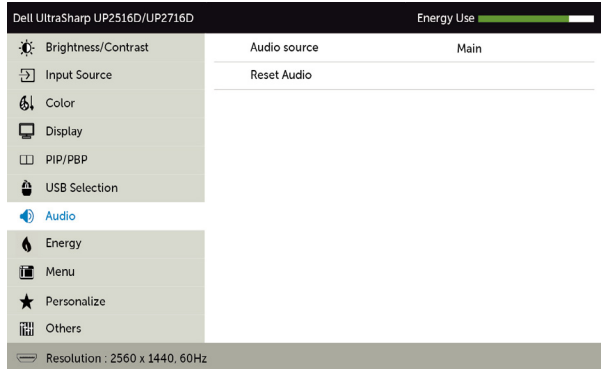 Dell UltraSharp UP2516D/UP2716D Energy Use
Brightness/Contrast Audio source Main
Input Source Reset Audio
Color
Display
PIP/PBP
USB Selection
Audio
Energy
Menu
Personalize
Others
Resolution : 2560 x 1440, 60Hz